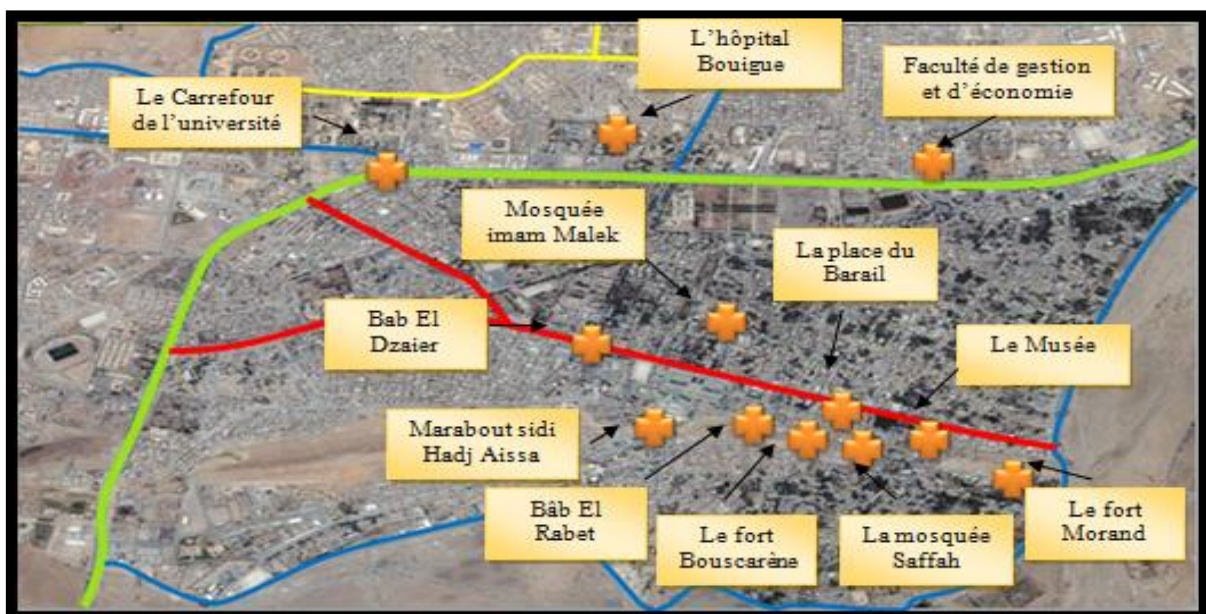 L'hôpital
Bouigue
Faculté de gestion
et d'économie
Le Carrefour
de l'université
Mosquée
imam Malek
La place du
Barail
Bab El
Dzaier
Le Musée
Marabout sidi
Hadj Aissa
Bâb El
Rabet
Le fort
Bouscarène
La mosquée
Saffah
Le fort
Morand